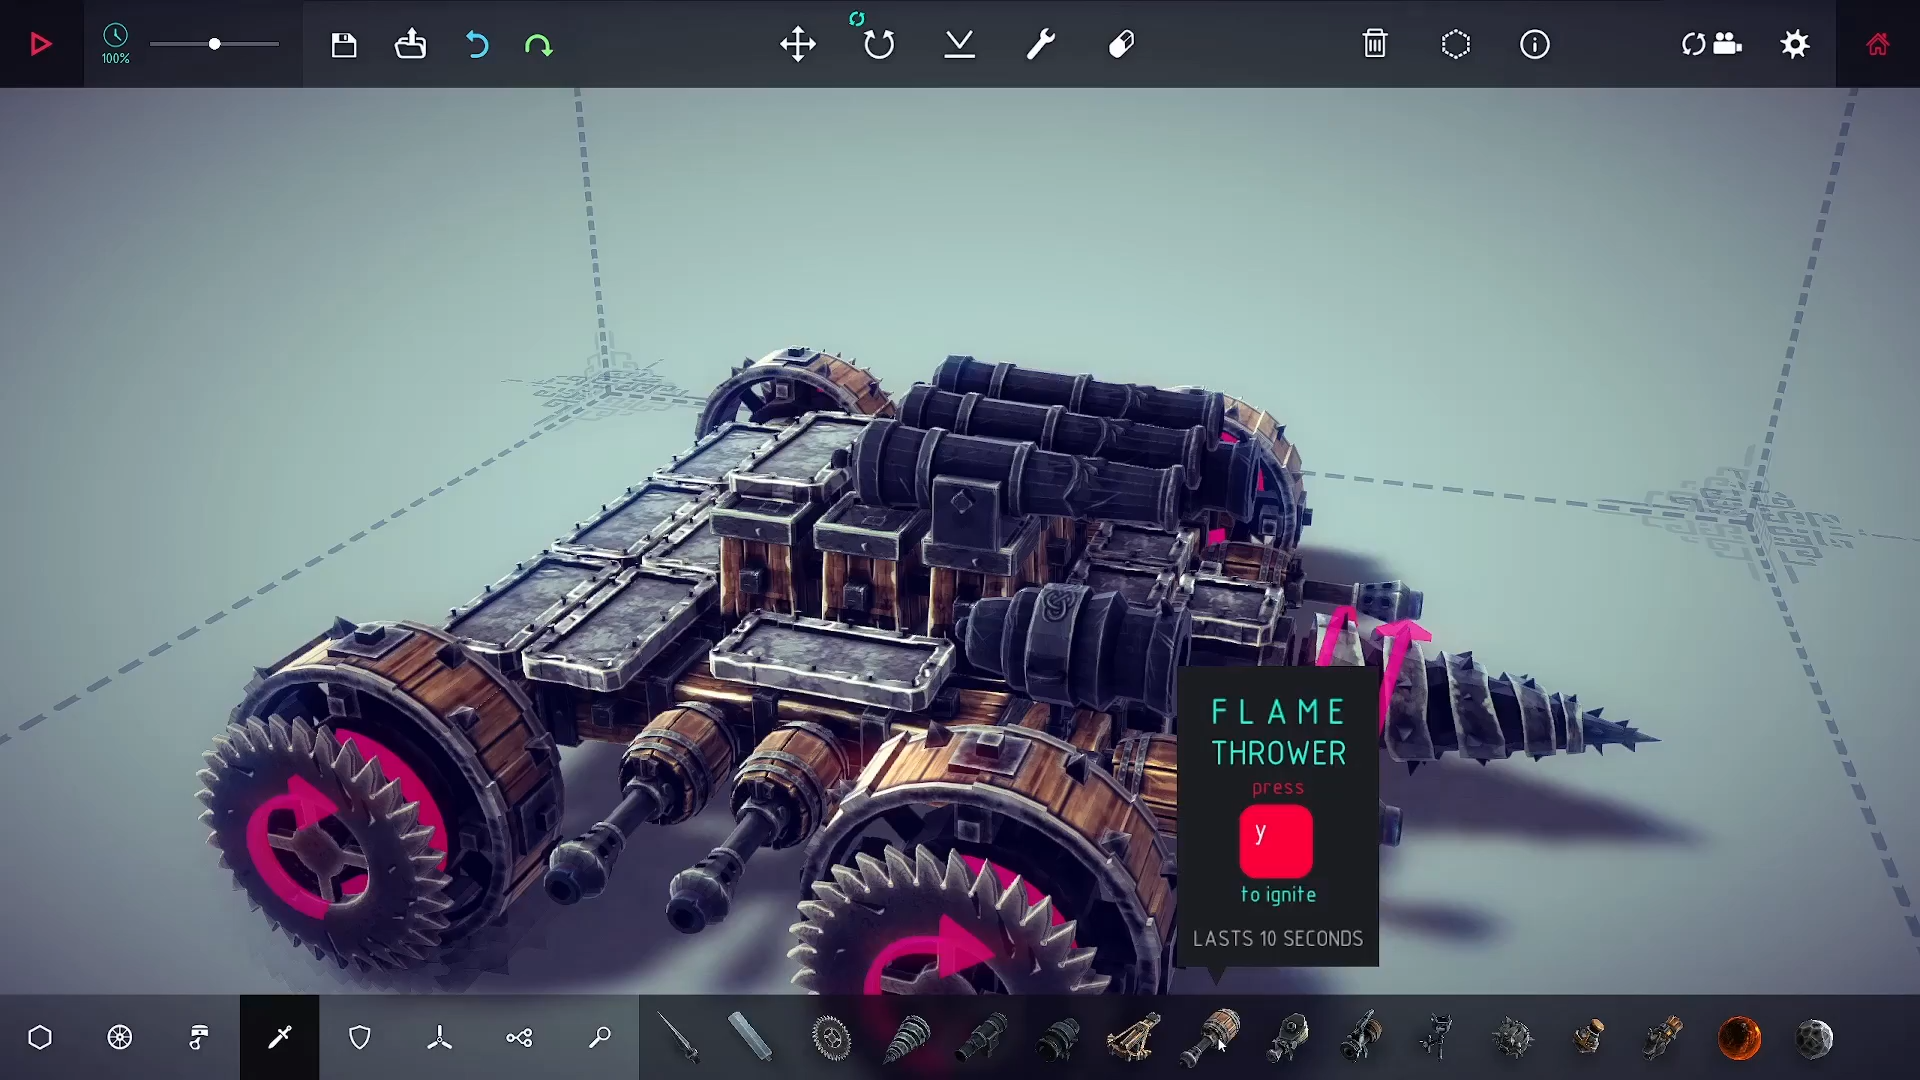 100%
FLAME
THROWER
press
y
to ignite
LASTS 10 SECONDS